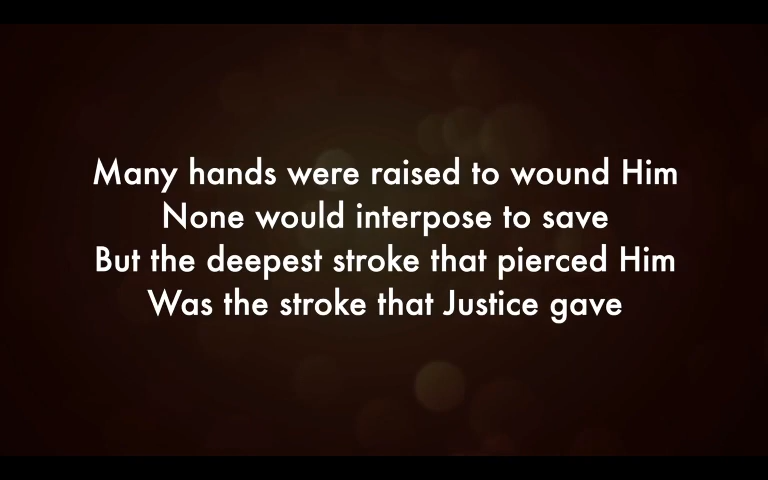 Many hands were raised to wound Him
None would interpose to save
But the deepest stroke that pierced Him
Was the stroke that Justice gave